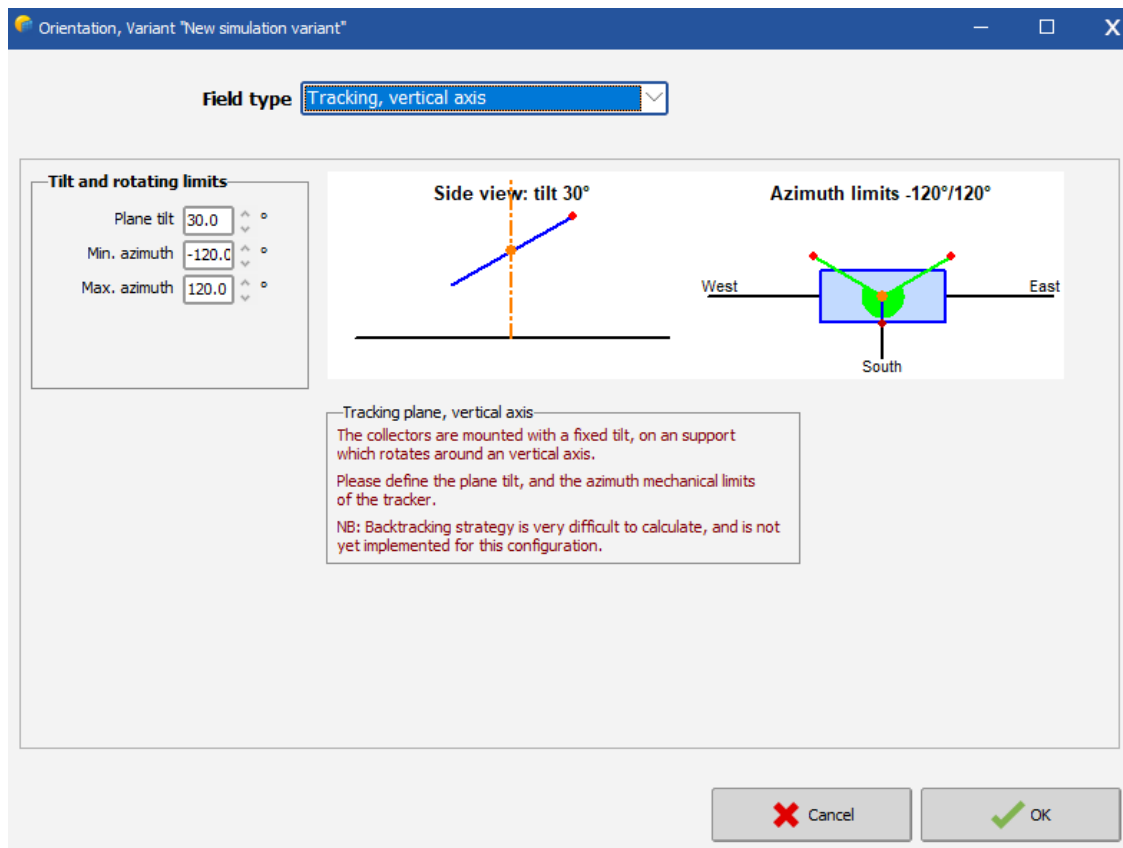 Orientation, Variant "New simulation variant"
Field type
Tracking, vertical axis
Tilt and rotating limits
Plane tilt 30.0 °
Min. azimuth -120.0 °
Max. azimuth 120.0 °
Side view: tilt 30°
Azimuth limits -120°/120°
West
East
South
Tracking plane, vertical axis
The collectors are mounted with a fixed tilt, on an support
which rotates around an vertical axis.
Please define the plane tilt, and the azimuth mechanical limits
of the tracker.
NB: Backtracking strategy is very difficult to calculate, and is not
yet implemented for this configuration.
Cancel
OK